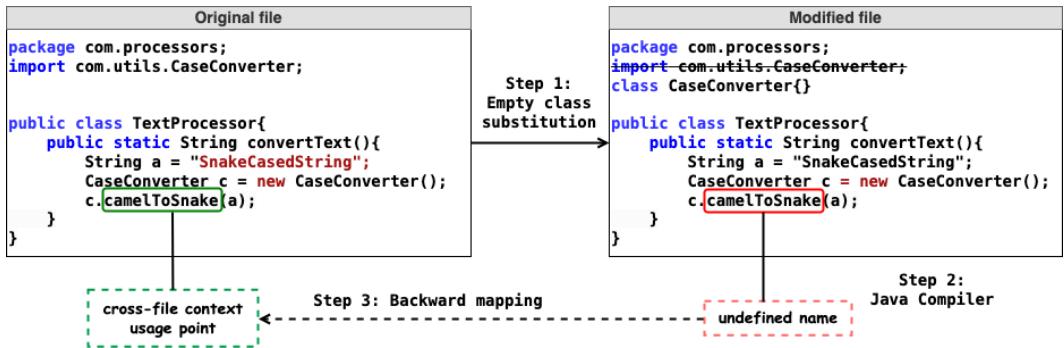 Original file
package com.processors;
import com.utils.CaseConverter;
public class TextProcessor{
public static String convertText(){
String a = "SnakeCasedString";
CaseConverter c = new CaseConverter();
c.camelToSnake(a);
}
}
Step 1:
Empty class
substitution
Modified file
package com.processors;
import com.utils.CaseConverter;
class CaseConverter{}
public class TextProcessor{
public static String convertText(){
String a = "SnakeCasedString";
CaseConverter c = new CaseConverter();
c.camelToSnake(a);
}
}
Step 2:
Java Compiler
undefined name
Step 3: Backward mapping
cross-file context
usage point